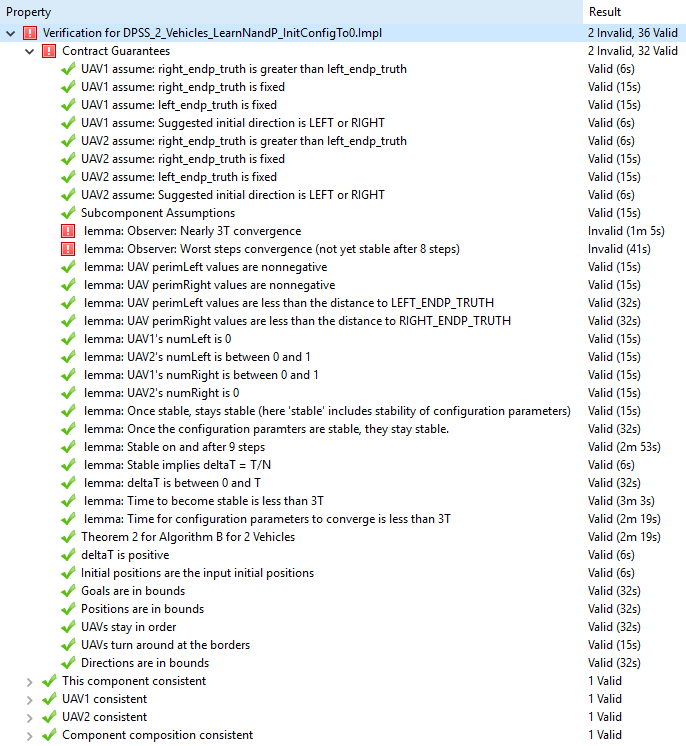 Property Result
Verification for DPSS_2_Vehicles_LearnNandP_InitConfigTo0.Impl 2 Invalid, 36 Valid
Contract Guarantees 2 Invalid, 32 Valid
UAV1 assume: right_endp_truth is greater than left_endp_truth Valid (6s)
UAV1 assume: right_endp_truth is fixed Valid (15s)
UAV1 assume: left_endp_truth is fixed Valid (15s)
UAV1 assume: Suggested initial direction is LEFT or RIGHT Valid (6s)
UAV2 assume: right_endp_truth is greater than left_endp_truth Valid (6s)
UAV2 assume: right_endp_truth is fixed Valid (15s)
UAV2 assume: left_endp_truth is fixed Valid (15s)
UAV2 assume: Suggested initial direction is LEFT or RIGHT Valid (6s)
Subcomponent Assumptions Valid (15s)
lemma: Observer: Nearly 3T convergence Invalid (1m 5s)
lemma: Observer: Worst steps convergence (not yet stable after 8 steps) Invalid (41s)
lemma: UAV perimLeft values are nonnegative Valid (15s)
lemma: UAV perimRight values are nonnegative Valid (15s)
lemma: UAV perimLeft values are less than the distance to LEFT_ENDP_TRUTH Valid (32s)
lemma: UAV perimRight values are less than the distance to RIGHT_ENDP_TRUTH Valid (32s)
lemma: UAV1's numLeft is 0 Valid (15s)
lemma: UAV2's numLeft is between 0 and 1 Valid (15s)
lemma: UAV1's numRight is between 0 and 1 Valid (15s)
lemma: UAV2's numRight is 0 Valid (15s)
lemma: Once stable, stays stable (here 'stable' includes stability of configuration parameters) Valid (15s)
lemma: Once the configuration paramters are stable, they stay stable. Valid (32s)
lemma: Stable on and after 9 steps Valid (2m 53s)
lemma: Stable implies deltaT = T/N Valid (6s)
lemma: deltaT is between 0 and T Valid (32s)
lemma: Time to become stable is less than 3T Valid (3m 3s)
lemma: Time for configuration parameters to converge is less than 3T Valid (2m 19s)
Theorem 2 for Algorithm B for 2 Vehicles Valid (2m 19s)
deltaT is positive Valid (6s)
Initial positions are the input initial positions Valid (6s)
Goals are in bounds Valid (32s)
Positions are in bounds Valid (32s)
UAVs stay in order Valid (32s)
UAVs turn around at the borders Valid (15s)
Directions are in bounds Valid (32s)
This component consistent 1 Valid
UAV1 consistent 1 Valid
UAV2 consistent 1 Valid
Component composition consistent 1 Valid